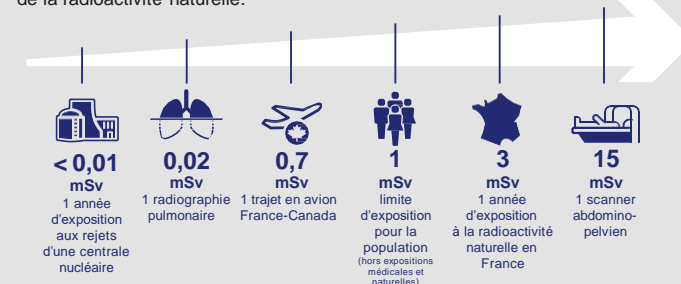 de la radioactivité naturelle.
< 0,01
mSv
1 année
d'exposition
aux rejets
d'une centrale
nucléaire
0,02
mSv
1 radiographie
pulmonaire
0,7
mSv
1 trajet en avion
France-Canada
1
mSv
limite
d'exposition
pour la
population
(hors expositions
médicales et
naturelles)
3
mSv
1 année
d'exposition
à la radioactivité
naturelle en
France
15
mSv
1 scanner
abdomino-
pelvien